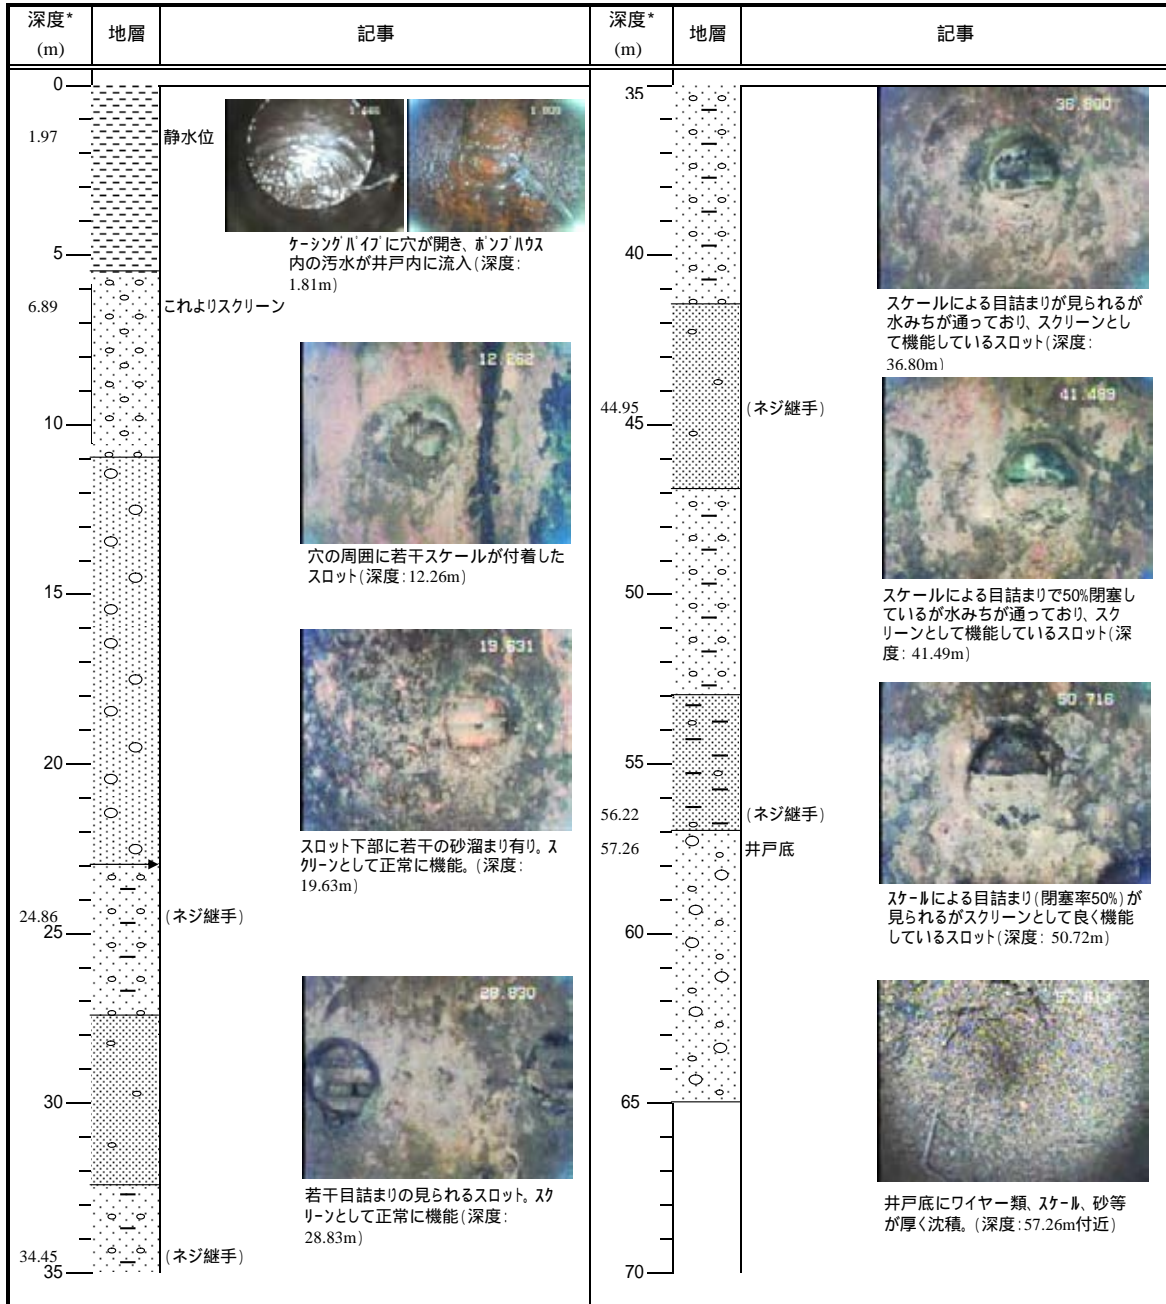 深度*
(m)
地層
記事
0
1.97
静水位
1.466
1.809
ケーシングパイプに穴が開き、ポンプハウス
内の汚水が井戸内に流入(深度:
1.81m)
5
6.89
これよりスクリーン
12.262
10
穴の周囲に若干スケールが付着した
スロット(深度:12.26m)
15
19.631
20
スロット下部に若干の砂溜まり有り。ス
クリーンとして正常に機能。(深度:
19.63m)
24.86
(ネジ継手)
25
28.830
30
若干目詰まりの見られるスロット。スク
リーンとして正常に機能(深度:
28.83m)
34.45
(ネジ継手)
35
深度*
(m)
地層
記事
35
36.800
40
スケールによる目詰まりが見られるが
水みちが通っており、スクリーンとし
て機能しているスロット(深度:
36.80m)
41.489
44.95
(ネジ継手)
45
50
スケールによる目詰まりで50%閉塞し
ているが水みちが通っており、スク
リーンとして機能しているスロット(深
度: 41.49m)
50.716
55
56.22
(ネジ継手)
57.26
井戸底
スケールによる目詰まり(閉塞率50%)が
見られるがスクリーンとして良く機能
しているスロット(深度: 50.72m)
60
65
井戸底にワイヤー類、スケール、砂等
が厚く沈積。(深度:57.26m付近)
70